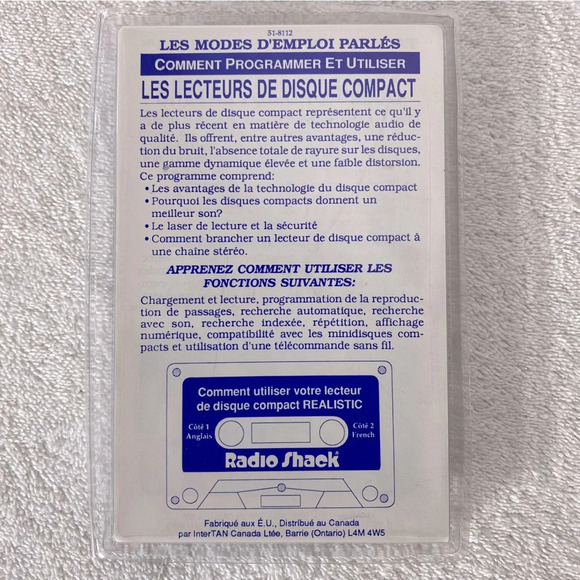 51-8112
LES MODES D'EMPLOI PARLÉS
COMMENT PROGRAMMER ET UTILISER
LES LECTEURS DE DISQUE COMPACT
Les lecteurs de disque compact représentent ce qu'il y
a de plus récent en matière de technologie audio de
qualité. Ils offrent, entre autres avantages, une réduc-
tion du bruit, l'absence totale de rayure sur les disques,
une gamme dynamique élevée et une faible distorsion.
Ce programme comprend:
• Les avantages de la technologie du disque compact
• Pourquoi les disques compacts donnent un
meilleur son?
• Le laser de lecture et la sécurité
• Comment brancher un lecteur de disque compact à
une chaîne stéréo.
APPRENEZ COMMENT UTILISER LES
FONCTIONS SUIVANTES:
Chargement et lecture, programmation de la reproduc-
tion de passages, recherche automatique, recherche
avec son, recherche indexée, répétition, affichage
numérique, compatibilité avec les minidisques com-
pacts et utilisation d'une télécommande sans fil.
Comment utiliser votre lecteur
de disque compact REALISTIC
Côté 1
Anglais
Côté 2
French
Radio Shack
Fabriqué aux É.U., Distribué au Canada
par InterTAN Canada Ltée, Barrie (Ontario) L4M 4W5